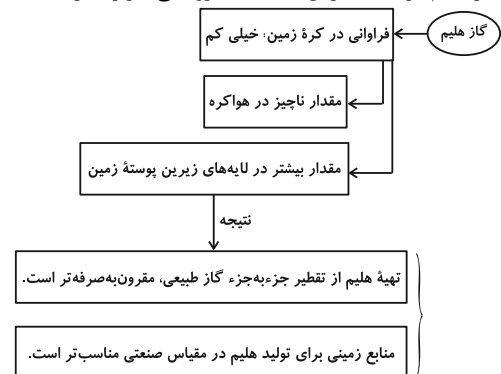 گاز هلیم
فراوانی در کرهٔ زمین: خیلی کم
مقدار ناچیز در هواکره
مقدار بیشتر در لایه‌های زیرین پوستهٔ زمین
نتیجه
تهیهٔ هلیم از تقطیر جزءبه‌جزء گاز طبیعی، مقرون‌به‌صرفه‌تر است.
منابع زمینی برای تولید هلیم در مقیاس صنعتی مناسب‌تر است.